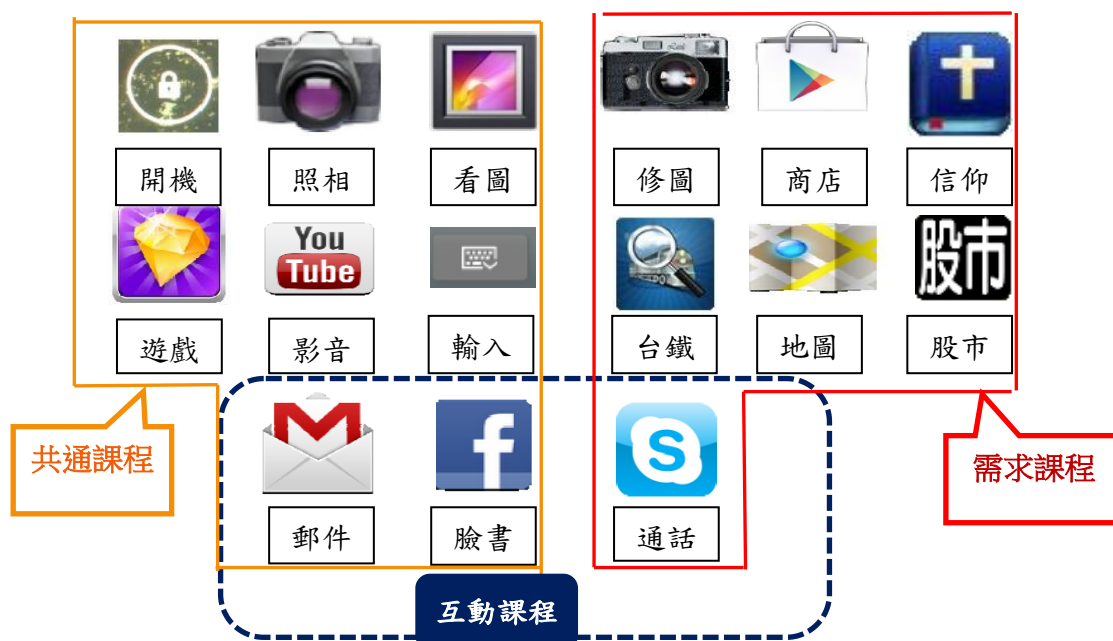 開機
照相
看圖
修圖
商店
信仰
You
Tube
股市
遊戲
影音
輸入
台鐵
地圖
股市
共通課程
M
f
S
需求課程
郵件
臉書
通話
互動課程